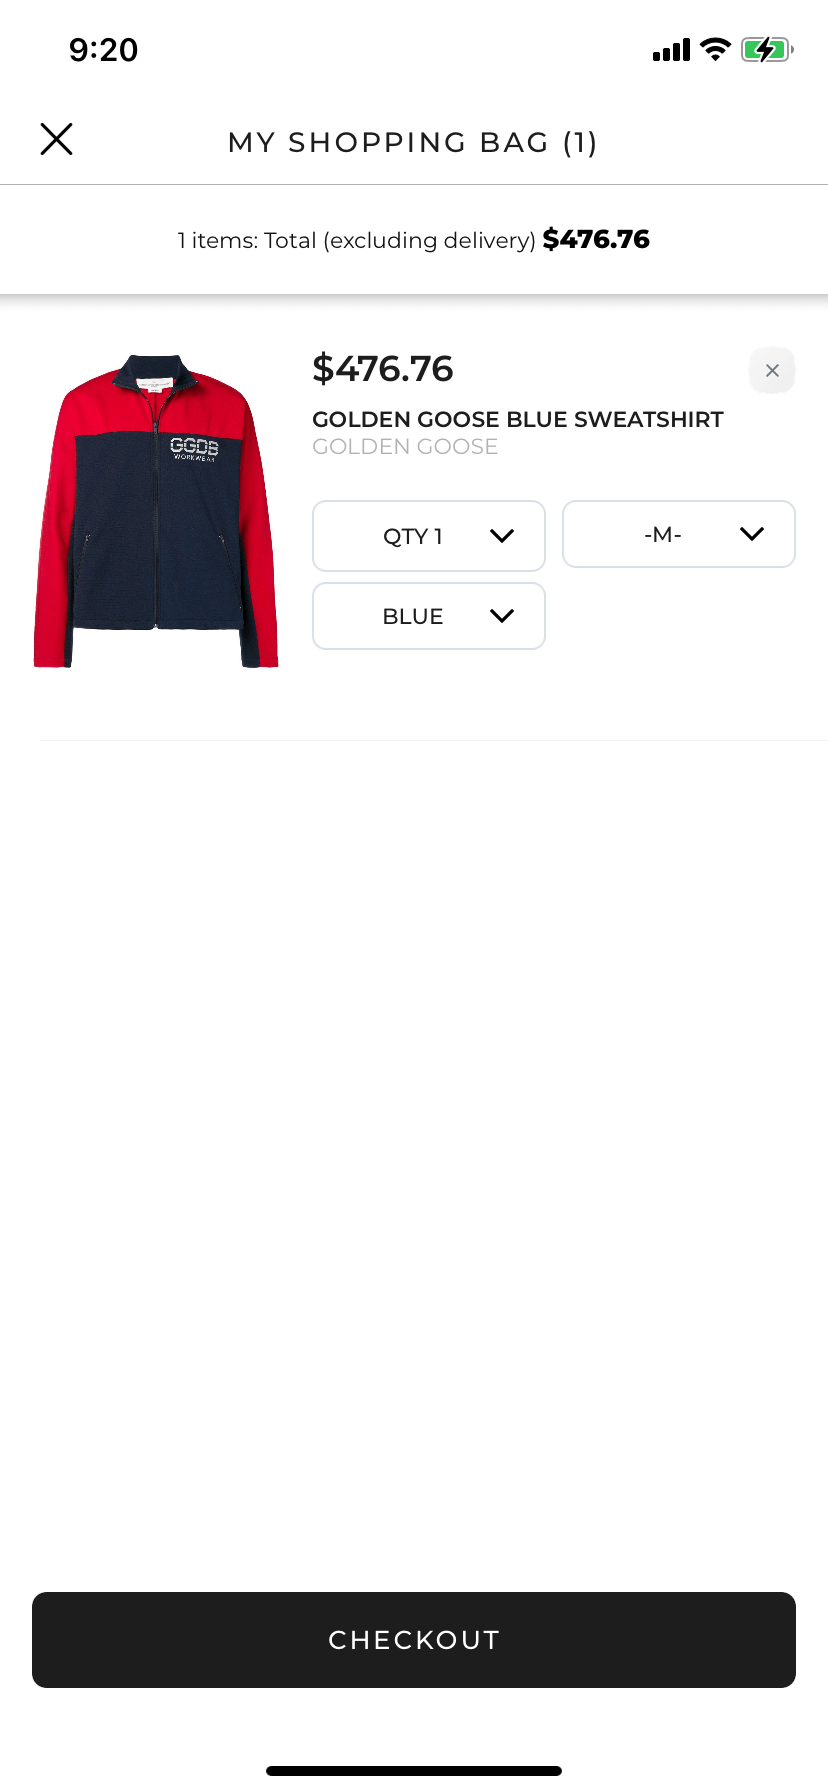 9:20
MY SHOPPING BAG (1)
1 items: Total (excluding delivery) $476.76
$476.76
GOLDEN GOOSE BLUE SWEATSHIRT
GOLDEN GOOSE
GGDB
WORKWEAR
QTY 1
-M-
BLUE
CHECKOUT